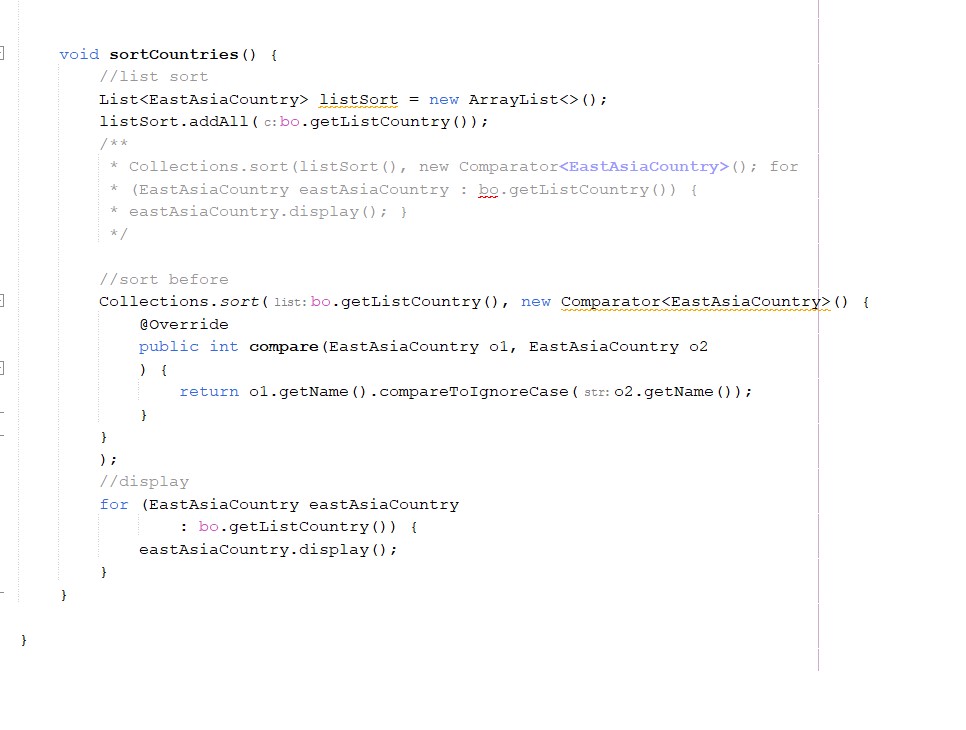 void sortCountries() {
//list sort
List<EastAsiaCountry> listSort = new ArrayList<>();
listSort.addAll( c: bo.getListCountry());
/**
* Collections.sort(listSort(), new Comparator<EastAsiaCountry>(); for
* (EastAsiaCountry eastAsiaCountry : bo.getListCountry()) {
* eastAsiaCountry.display(); }
*/
//sort before
Collections.sort( list: bo.getListCountry(), new Comparator<EastAsiaCountry>() {
@Override
public int compare(EastAsiaCountry o1, EastAsiaCountry o2
) {
return o1.getName().compareToIgnoreCase( str: o2.getName());
}
}
);
//display
for (EastAsiaCountry eastAsiaCountry
: bo.getListCountry()) {
eastAsiaCountry.display();
}
}
}